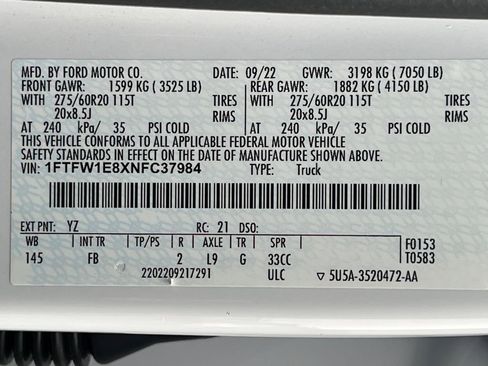 MFD. BY FORD MOTOR CO. DATE: 09/22 GVWR: 3198 KG ( 7050 LB)
FRONT GAWR: 1599 KG ( 3525 LB) REAR GAWR: 1882 KG ( 4150 LB)
WITH 275/60R20 115T TIRES WITH 275/60R20 115T TIRES
20x8.5J RIMS 20x8.5J RIMS
AT 240 kPa/ 35 PSI COLD AT 240 kPa/ 35 PSI COLD
THIS VEHICLE CONFORMS TO ALL APPLICABLE FEDERAL MOTOR VEHICLE
SAFETY STANDARDS IN EFFECT ON THE DATE OF MANUFACTURE SHOWN ABOVE.
VIN: 1FTFW1E8XNFC37984 TYPE: Truck
EXT PNT: YZ RC: 21 DSO:
WB INT TR TP/PS R AXLE TR SPR F0153
145 FB 2 L9 G 33CC T0583
2202209217291 ULC ▽ 5U5A-3520472-AA